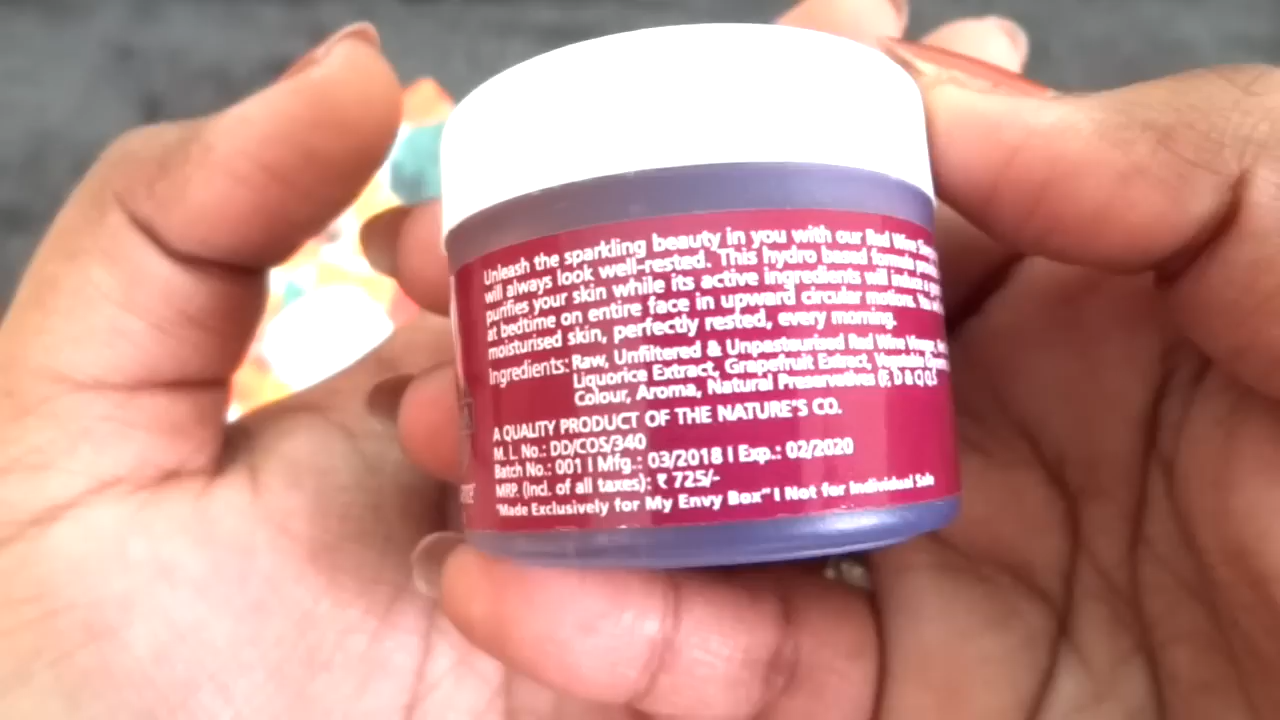 Unleash the sparkling beauty in you with our Red Wine
will always look well-rested. This hydro based formula
purifies your skin while its active ingredients will induce a
at bedtime on entire face in upward circular motions. You
moisturised skin, perfectly rested, every morning.
Ingredients: Raw, Unfiltered & Unpasteurised Red Wine
Liquorice Extract, Grapefruit Extract, Vegetable
Colour, Aroma, Natural Preservatives
A QUALITY PRODUCT OF THE NATURE'S CO.
M. L. No.: DD/COS/340
Batch No.: 001 I Mfg.: 03/2018 I Exp.: 02/2020
MRP. (Incl. of all taxes): ₹ 725/-
"Made Exclusively for My Envy Box" I Not for Individual Sale